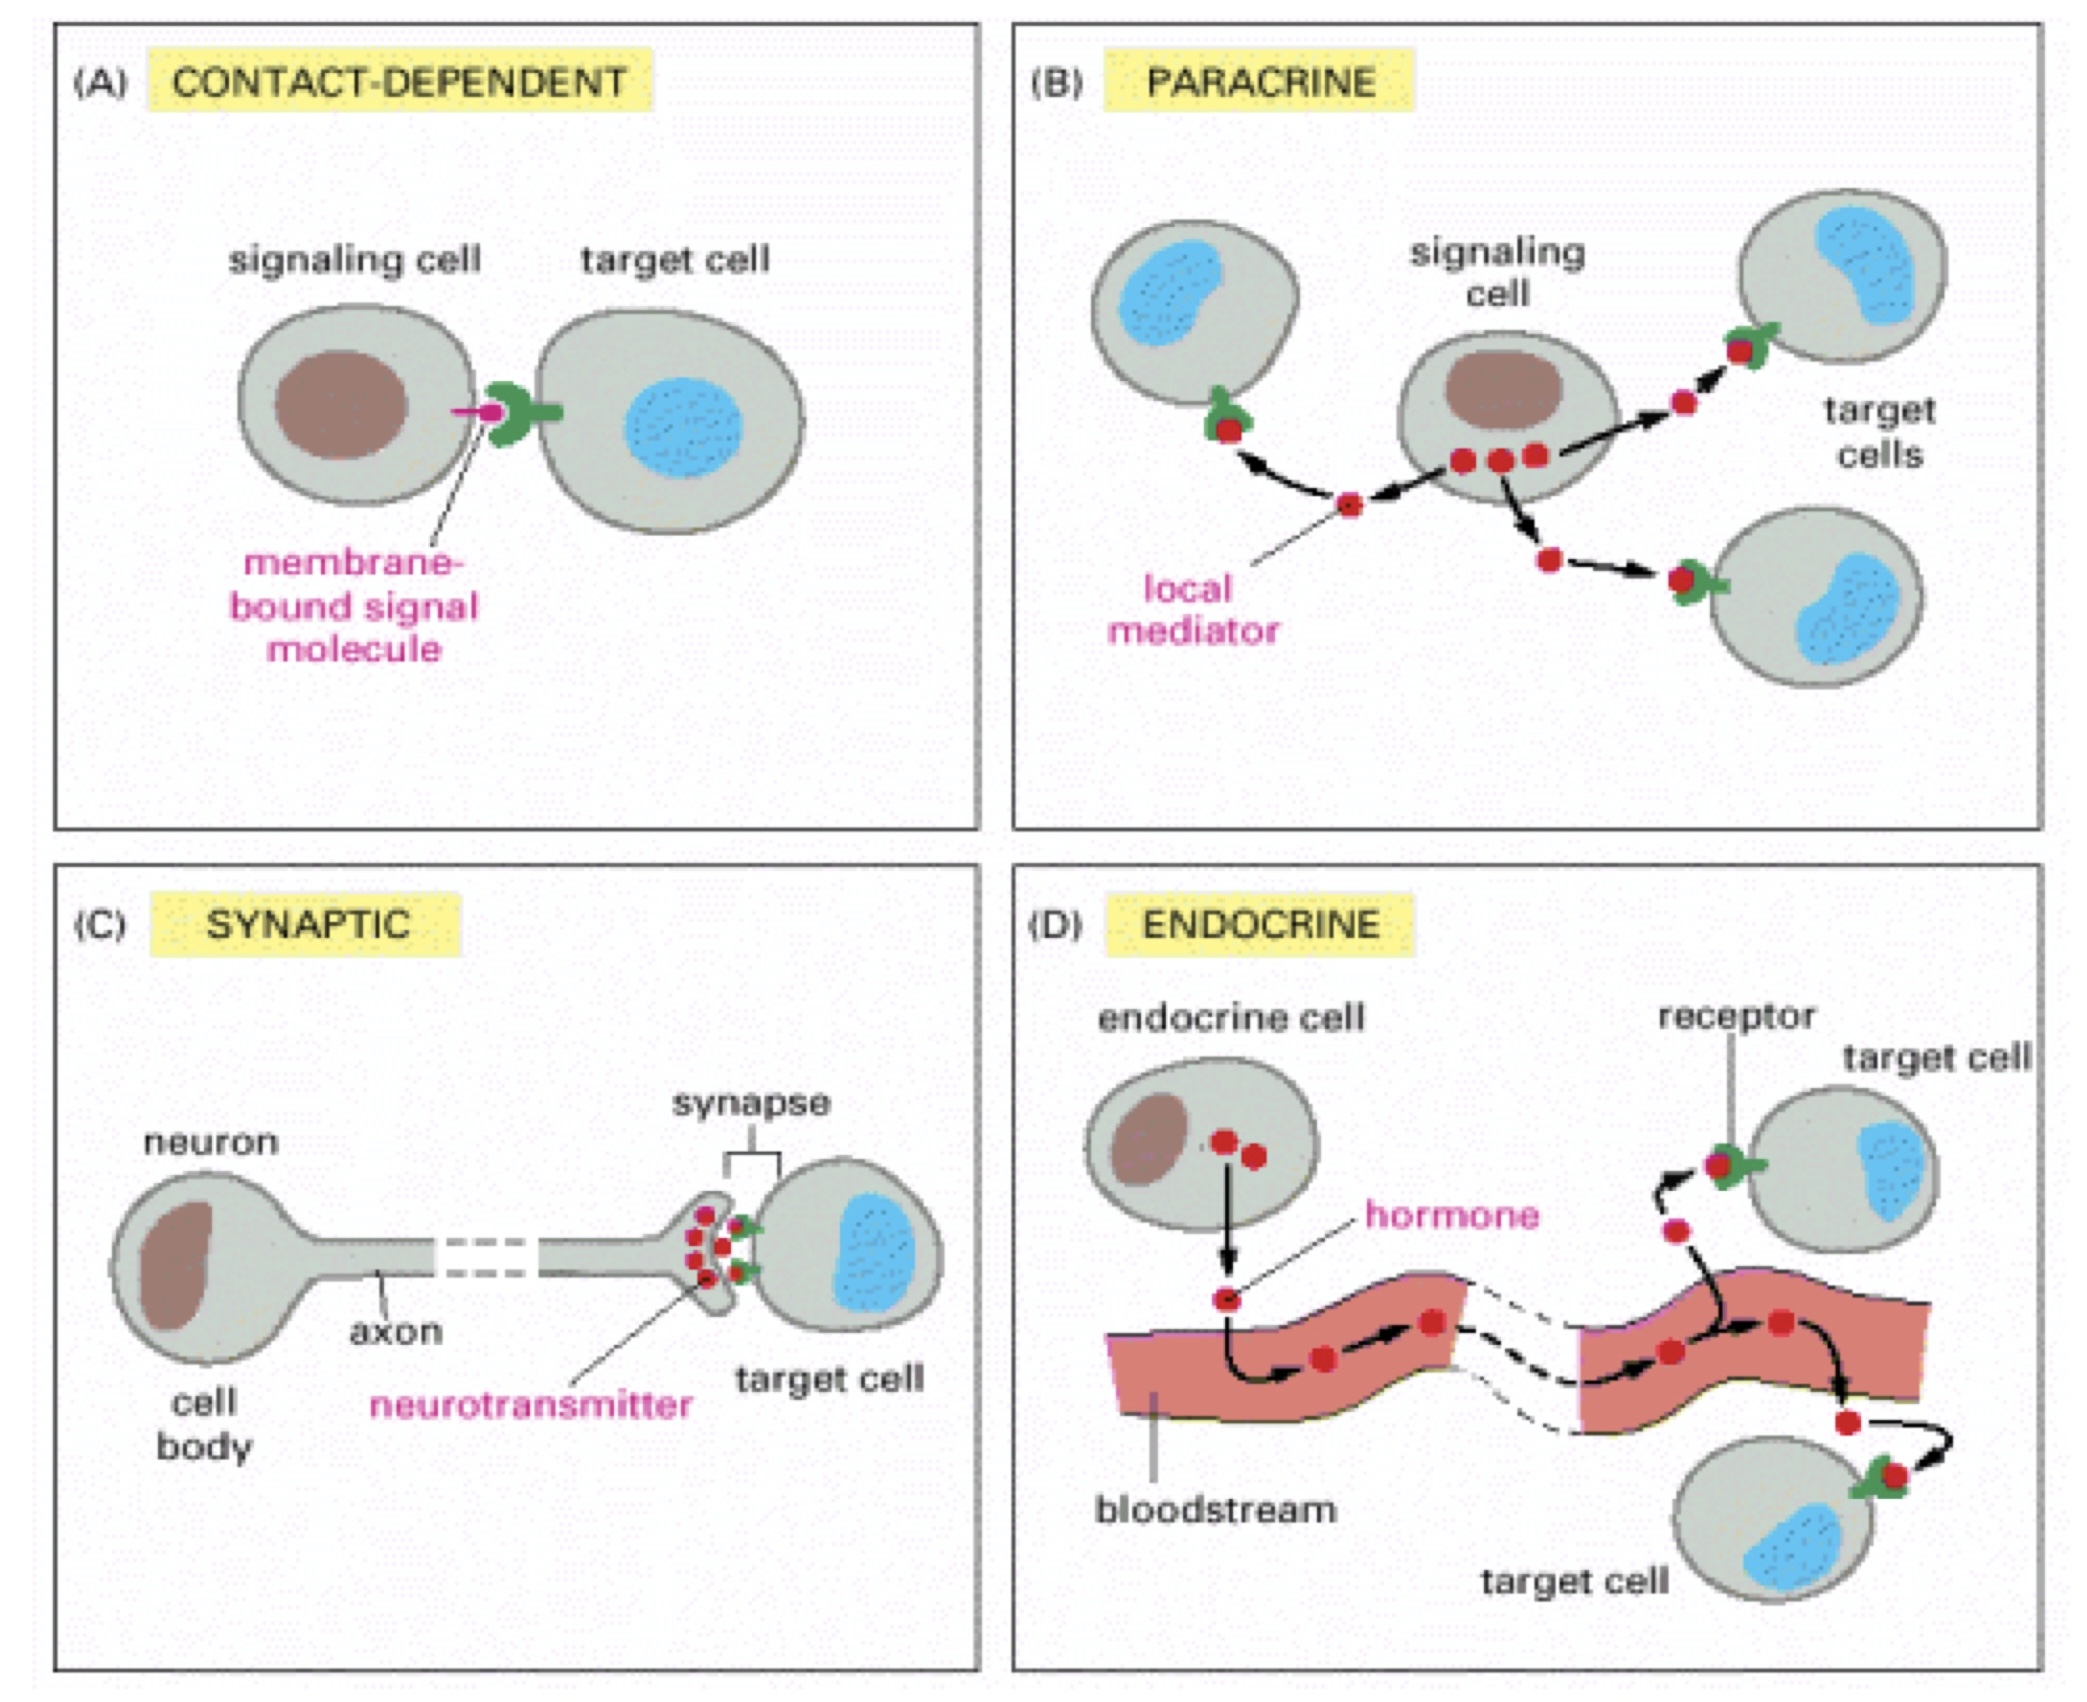 (A) CONTACT-DEPENDENT
signaling cell
target cell
membrane-
bound signal
molecule
(B) PARACRINE
signaling
cell
target
cells
local
mediator
(C) SYNAPTIC
synapse
neuron
axon
cell
body
neurotransmitter
target cell
(D) ENDOCRINE
endocrine cell
receptor
target cell
hormone
bloodstream
target cell